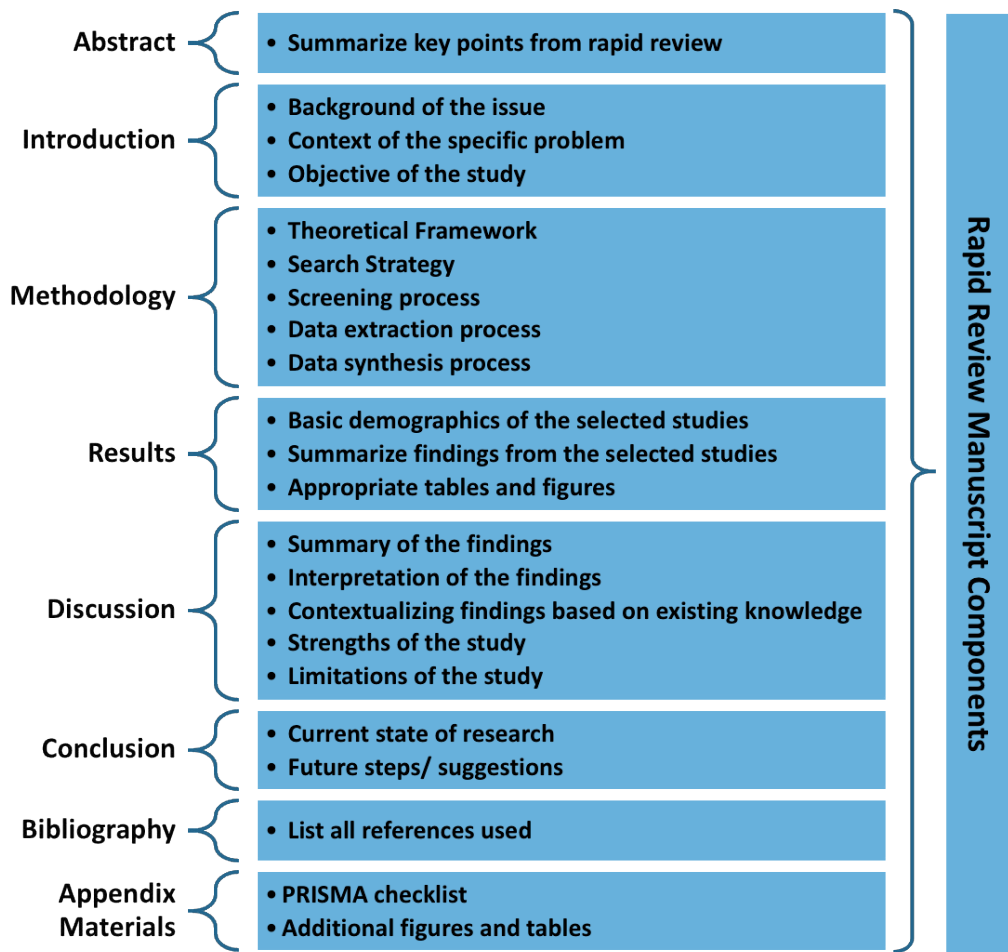 Abstract
• Summarize key points from rapid review
Introduction
• Background of the issue
• Context of the specific problem
• Objective of the study
Methodology
• Theoretical Framework
• Search Strategy
• Screening process
• Data extraction process
• Data synthesis process
Results
• Basic demographics of the selected studies
• Summarize findings from the selected studies
• Appropriate tables and figures
Discussion
• Summary of the findings
• Interpretation of the findings
• Contextualizing findings based on existing knowledge
• Strengths of the study
• Limitations of the study
Conclusion
• Current state of research
• Future steps/ suggestions
Bibliography
• List all references used
Appendix
Materials
• PRISMA checklist
• Additional figures and tables
Rapid Review Manuscript Components